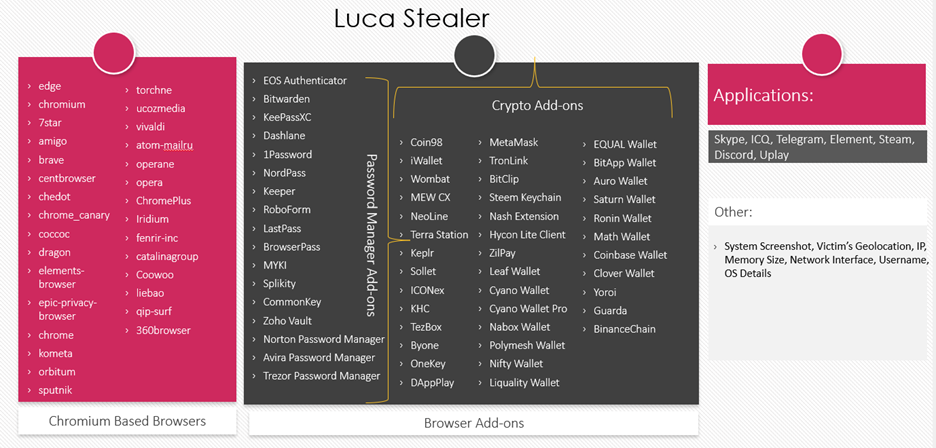 Luca Stealer
edge
chromium
7star
amigo
brave
centbrowser
chedot
chrome_canary
coccoc
dragon
elements-
browser
epic-privacy-
browser
chrome
kometa
orbitum
sputnik
torchne
ucozmedia
vivaldi
atom-mailru
operane
opera
ChromePlus
Iridium
fenrir-inc
catalinagroup
Coowoo
liebao
qip-surf
360browser
Chromium Based Browsers
EOS Authenticator
Bitwarden
KeePassXC
Dashlane
1Password
NordPass
Keeper
RoboForm
LastPass
BrowserPass
MYKI
Splikity
CommonKey
Zoho Vault
Norton Password Manager
Avira Password Manager
Trezor Password Manager
Password Manager Add-ons
Crypto Add-ons
Coin98
iWallet
Wombat
MEW CX
NeoLine
Terra Station
Keplr
Sollet
ICONex
KHC
TezBox
Byone
OneKey
DAppPlay
MetaMask
TronLink
BitClip
Steem Keychain
Nash Extension
Hycon Lite Client
ZilPay
Leaf Wallet
Cyano Wallet
Cyano Wallet Pro
Nabox Wallet
Polymesh Wallet
Nifty Wallet
Liquality Wallet
EQUAL Wallet
BitApp Wallet
Auro Wallet
Saturn Wallet
Ronin Wallet
Math Wallet
Coinbase Wallet
Clover Wallet
Yoroi
Guarda
BinanceChain
Browser Add-ons
Applications:
Skype, ICQ, Telegram, Element, Steam,
Discord, Uplay
Other:
System Screenshot, Victim's Geolocation, IP,
Memory Size, Network Interface, Username,
OS Details